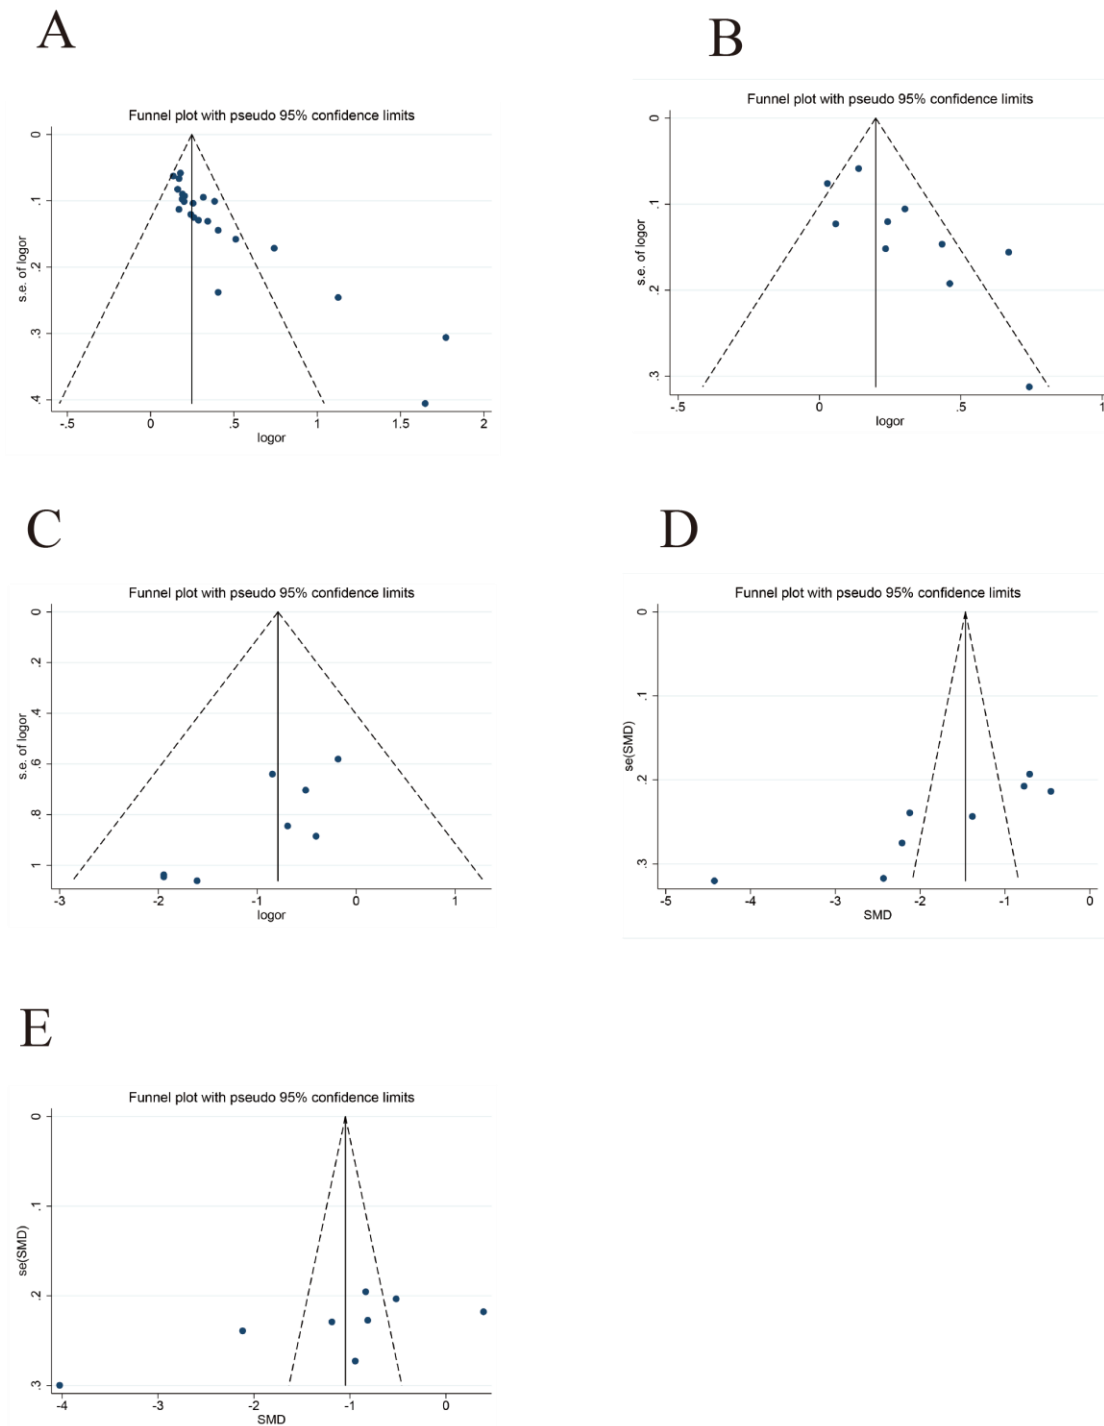 A
Funnel plot with pseudo 95% confidence limits
s.e. of logor
0
.1
.2
.3
.4
-.5
0
.5
1
1.5
2
logor
B
Funnel plot with pseudo 95% confidence limits
s.e. of logor
0
.1
.2
.3
-.5
0
.5
1
logor
C
Funnel plot with pseudo 95% confidence limits
s.e. of logor
0
.2
.4
.6
.8
1
-3
-2
-1
0
1
logor
D
Funnel plot with pseudo 95% confidence limits
se(SMD)
0
.1
.2
.3
-5
-4
-3
-2
-1
0
SMD
E
Funnel plot with pseudo 95% confidence limits
se(SMD)
0
.1
.2
.3
-4
-3
-2
-1
0
SMD